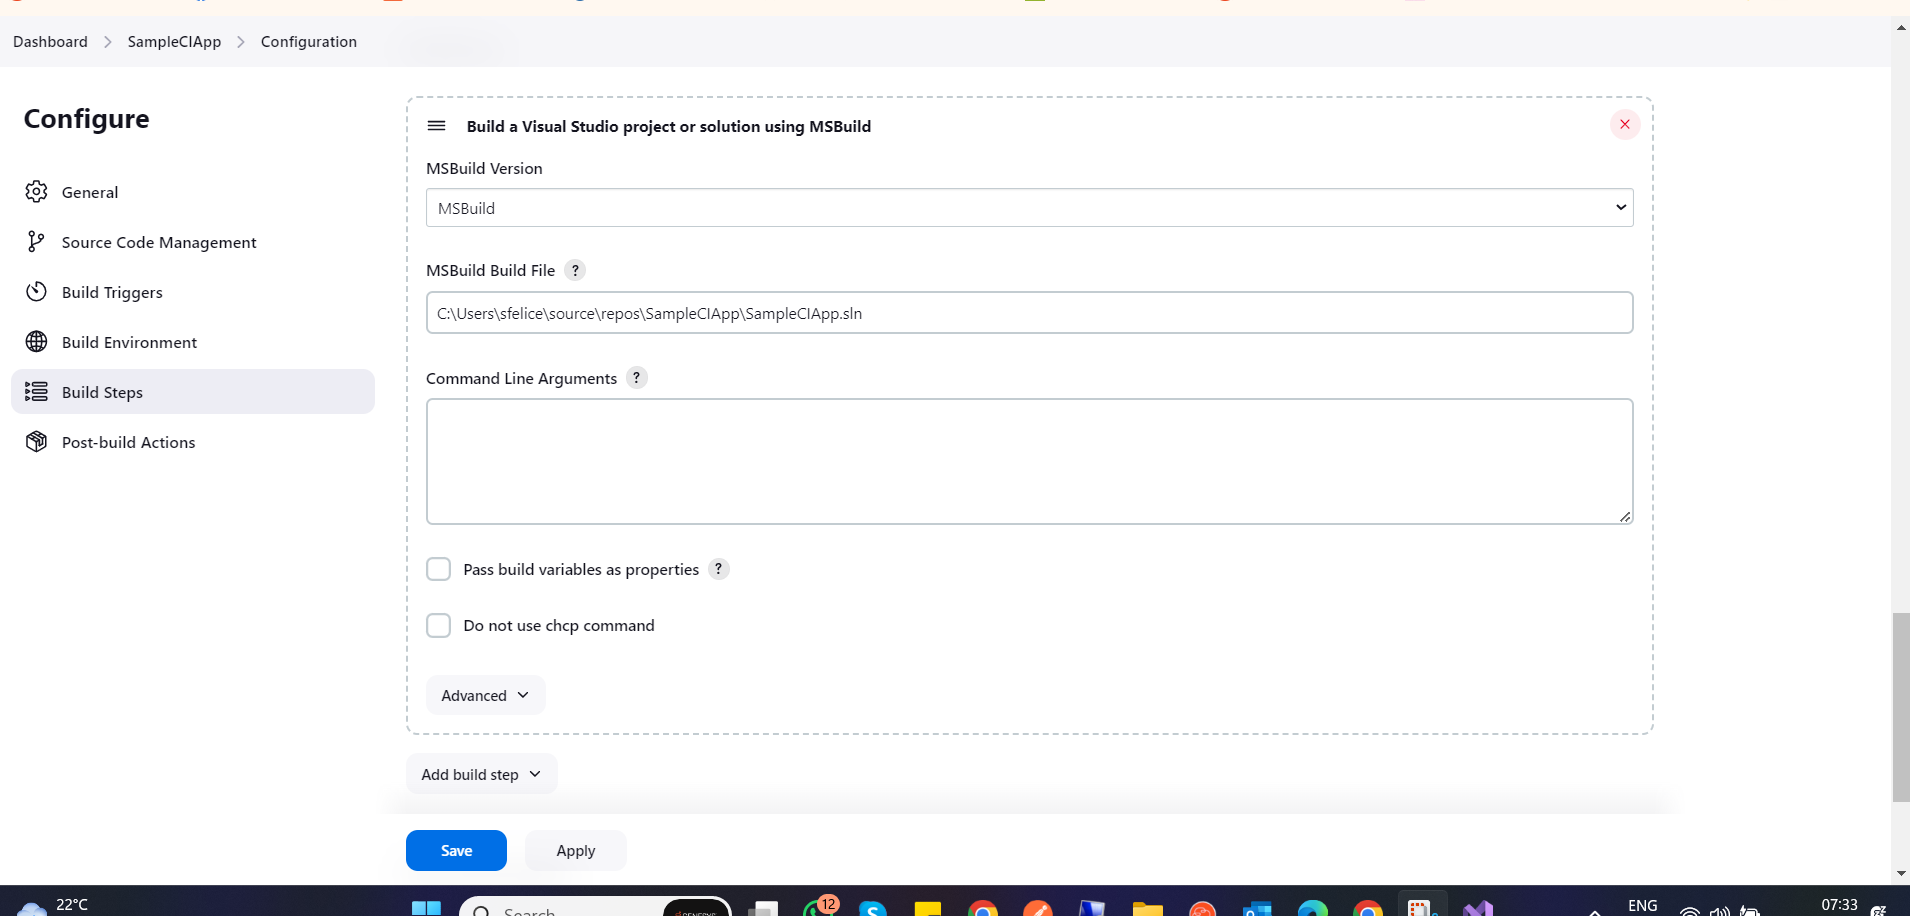 Dashboard
SampleCIApp
Configuration
Configure
General
Source Code Management
Build Triggers
Build Environment
Build Steps
Post-build Actions
Build a Visual Studio project or solution using MSBuild
MSBuild Version
MSBuild
MSBuild Build File ?
C:\Users\sfelice\source\repos\SampleCIApp\SampleCIApp.sln
Command Line Arguments ?
Pass build variables as properties ?
Do not use chcp command
Advanced
Add build step
Save
Apply
22°C
Search
12
ENG
07:33